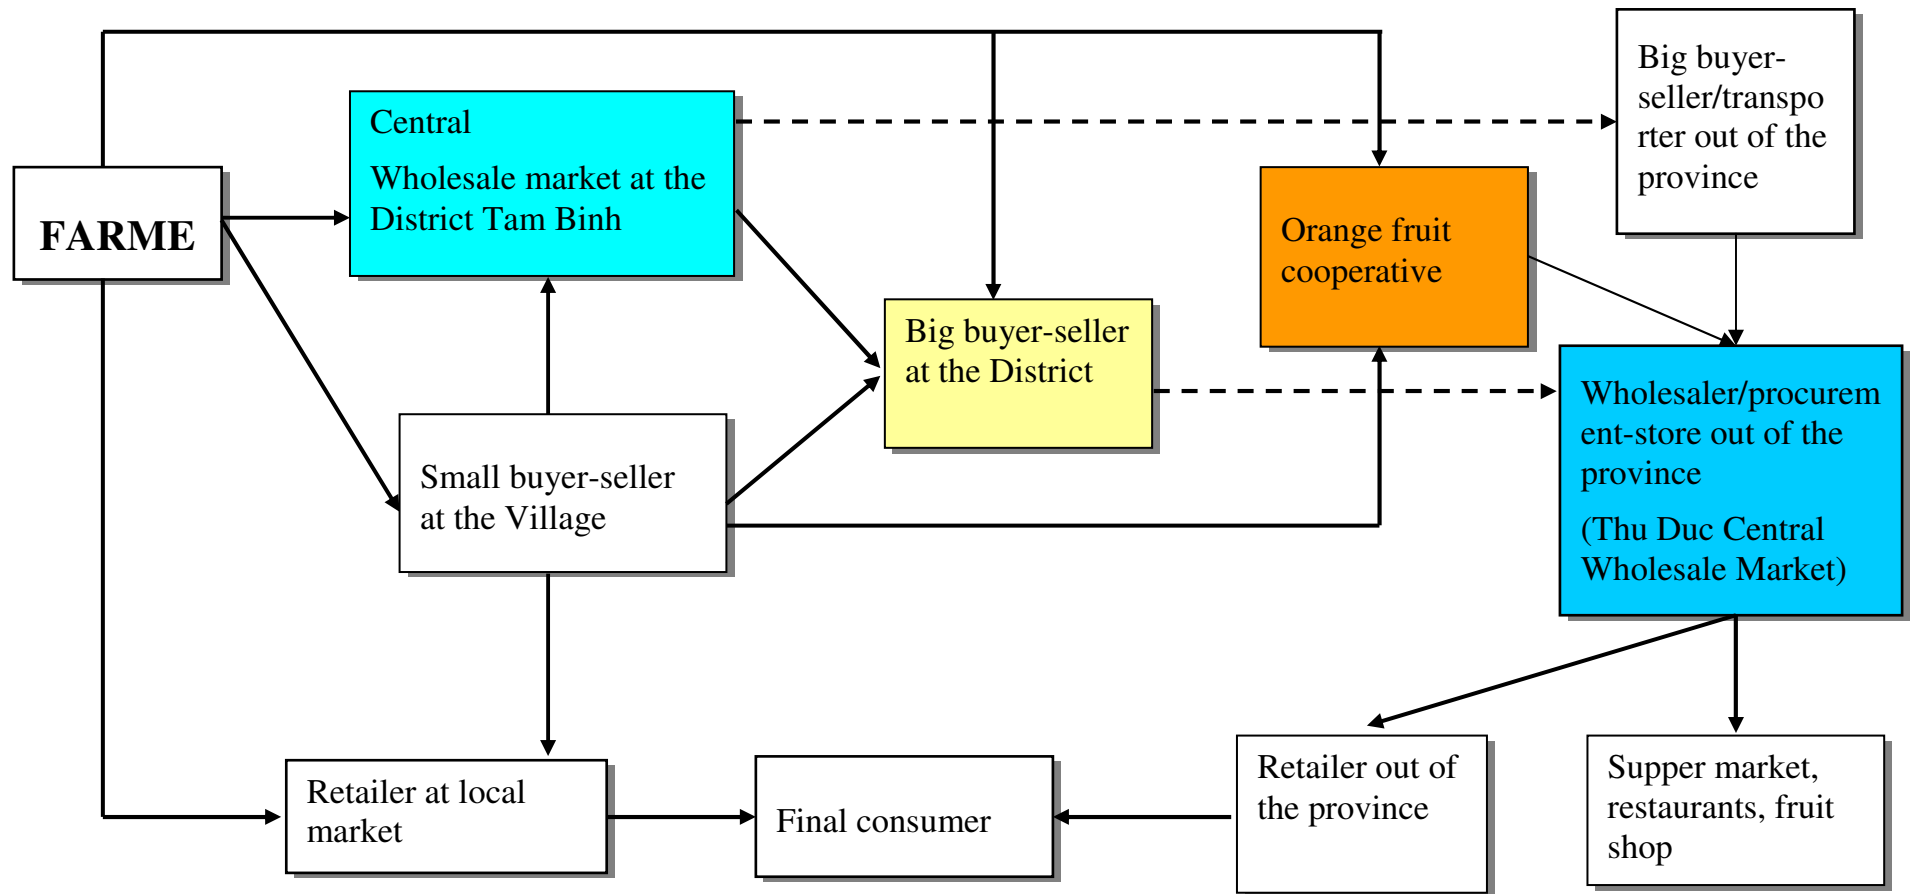 FARME
Central
Wholesale market at the
District Tam Binh
Big buyer-
seller/transpo
rter out of the
province
Orange fruit
cooperative
Big buyer-seller
at the District
Small buyer-seller
at the Village
Wholesaler/procurem
ent-store out of the
province
(Thu Duc Central
Wholesale Market)
Retailer at local
market
Final consumer
Retailer out of
the province
Supper market,
restaurants, fruit
shop